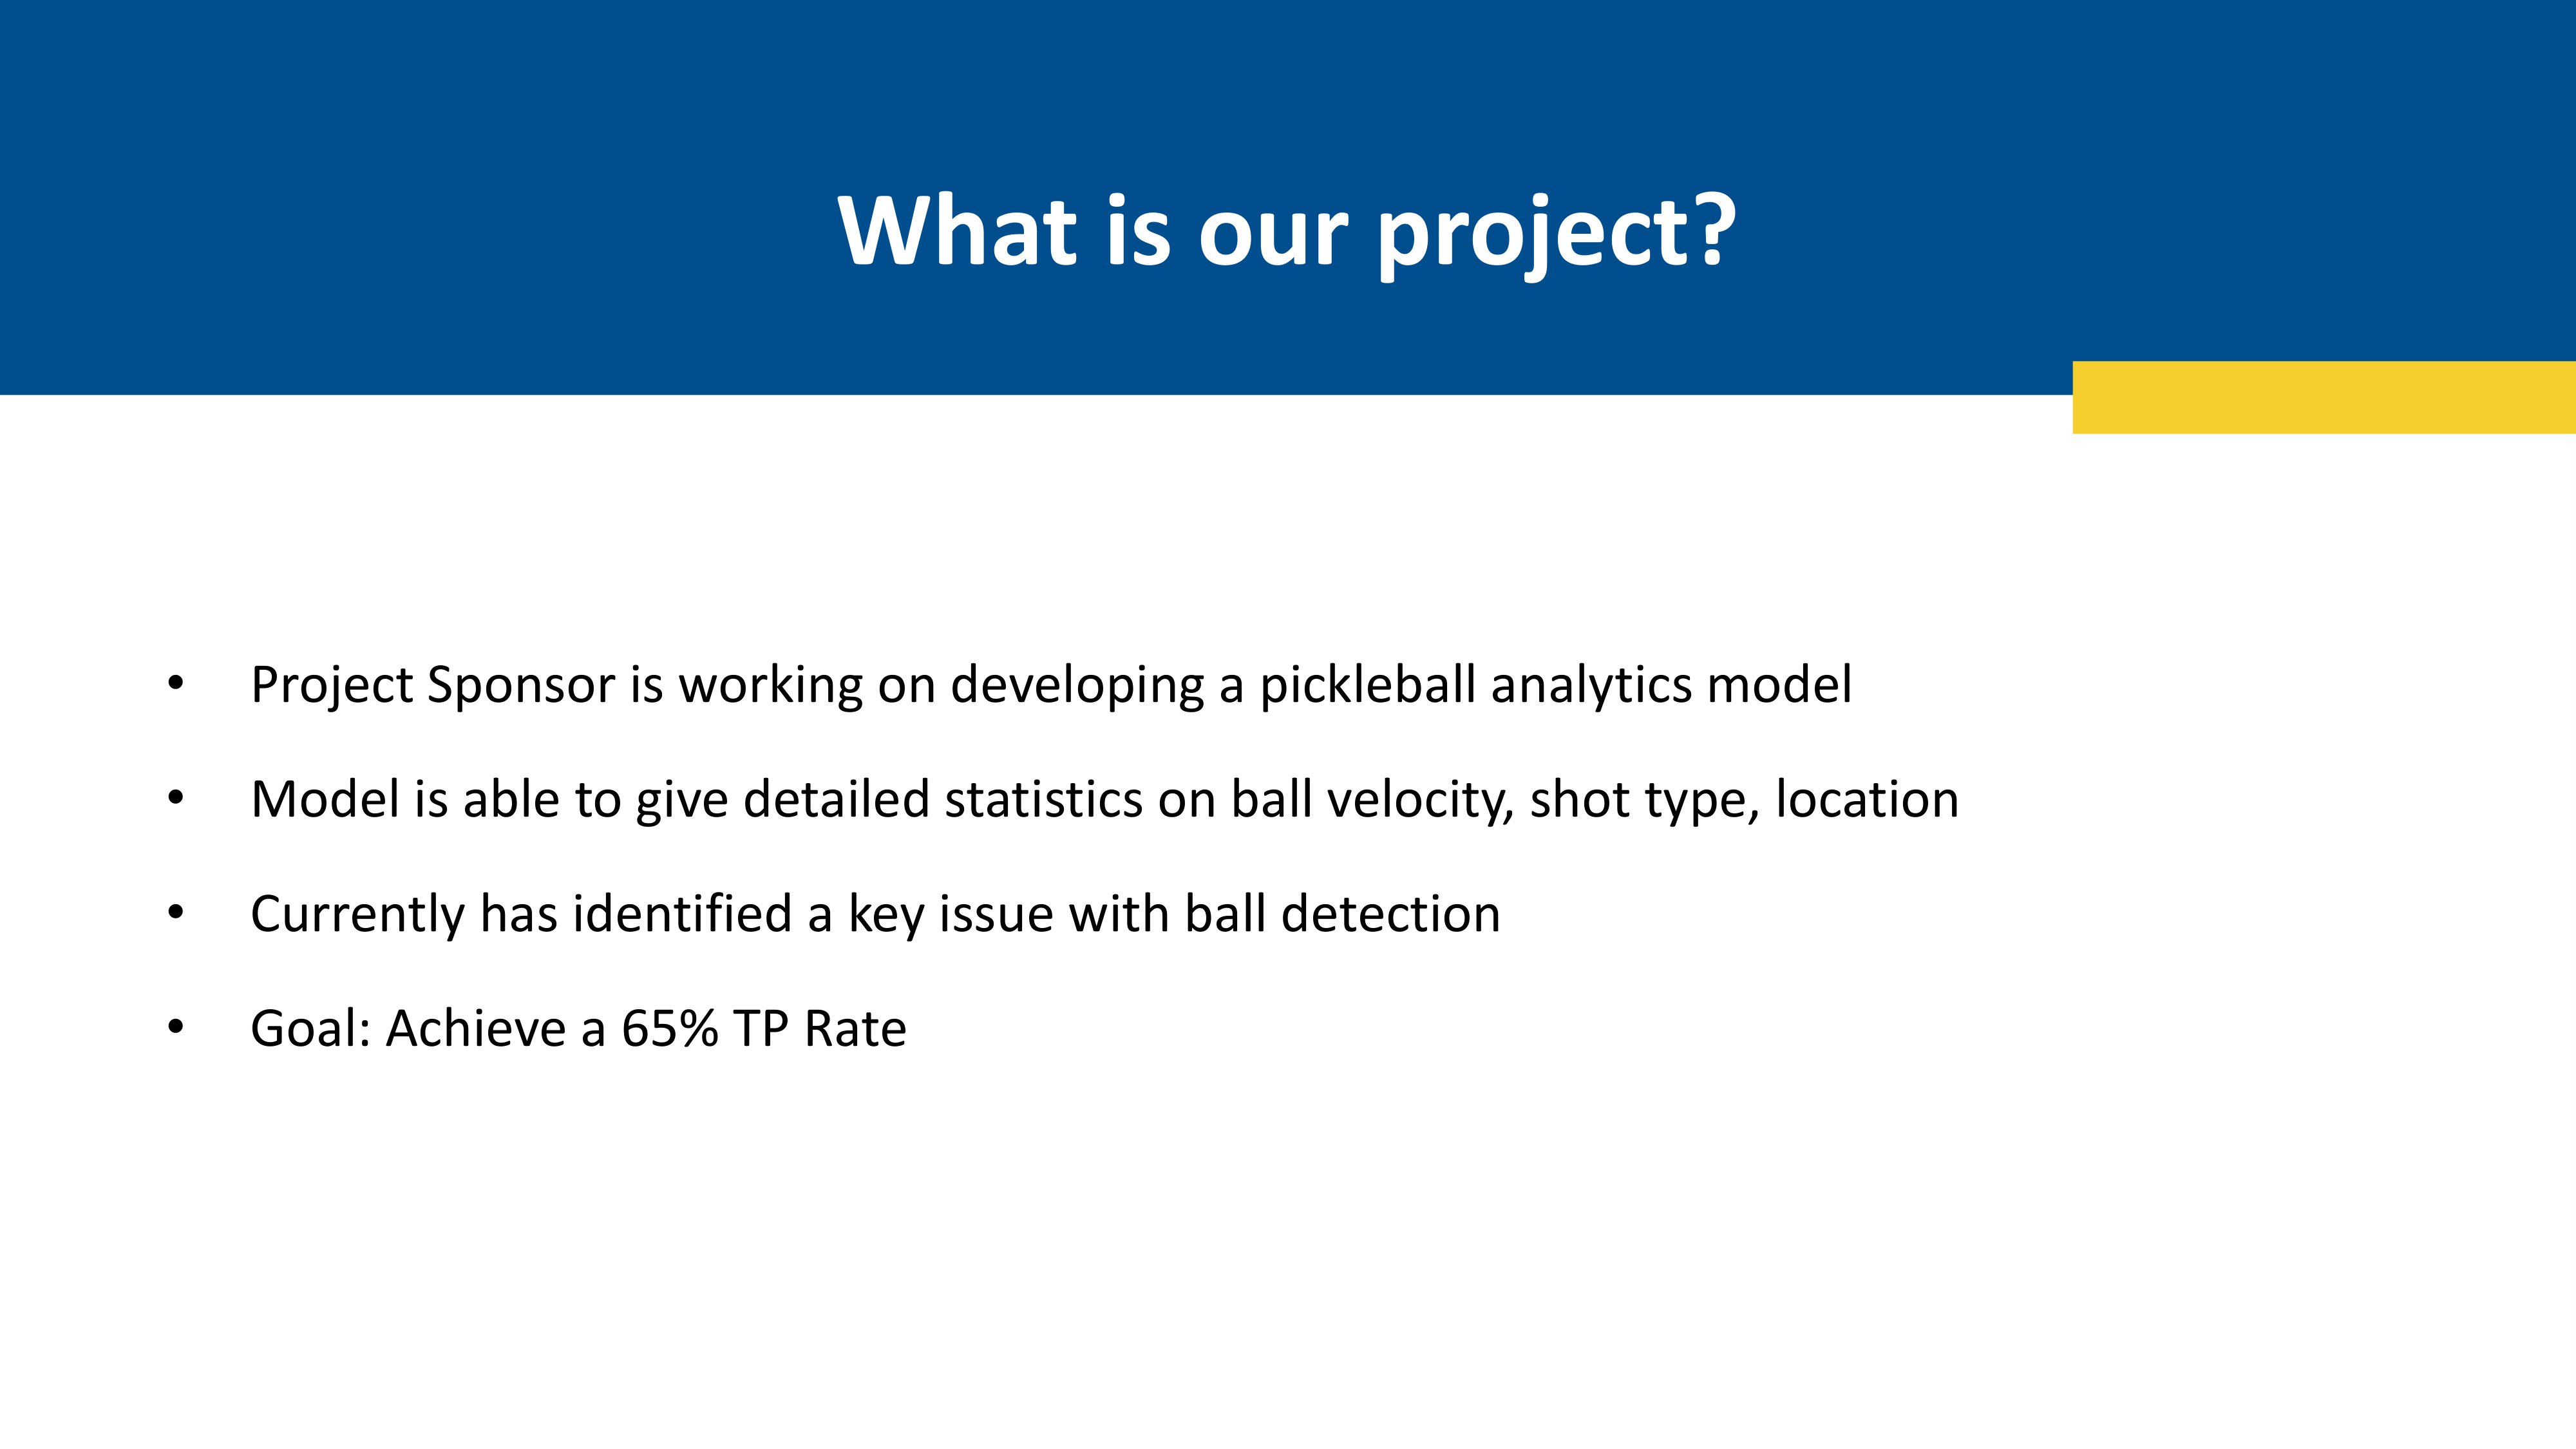 What is our project?
• Project Sponsor is working on developing a pickleball analytics model
• Model is able to give detailed statistics on ball velocity, shot type, location
• Currently has identified a key issue with ball detection
• Goal: Achieve a 65% TP Rate